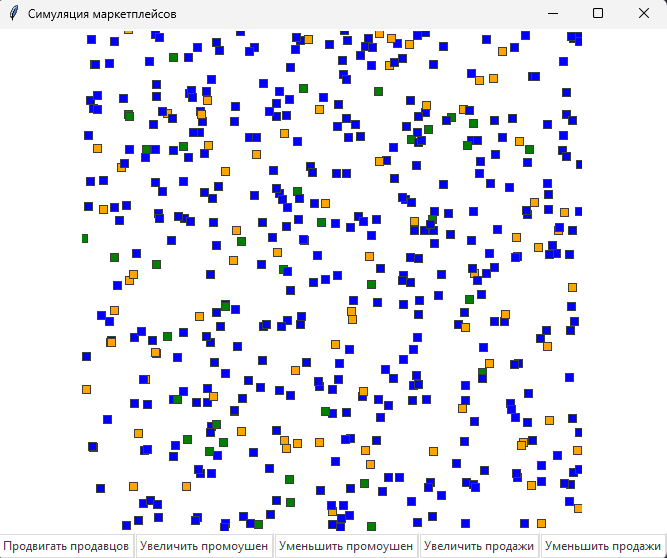 Симуляция маркетплейсов
Продвигать продавцов
Увеличить промоушен
Уменьшить промоушен
Увеличить продажи
Уменьшить продажи